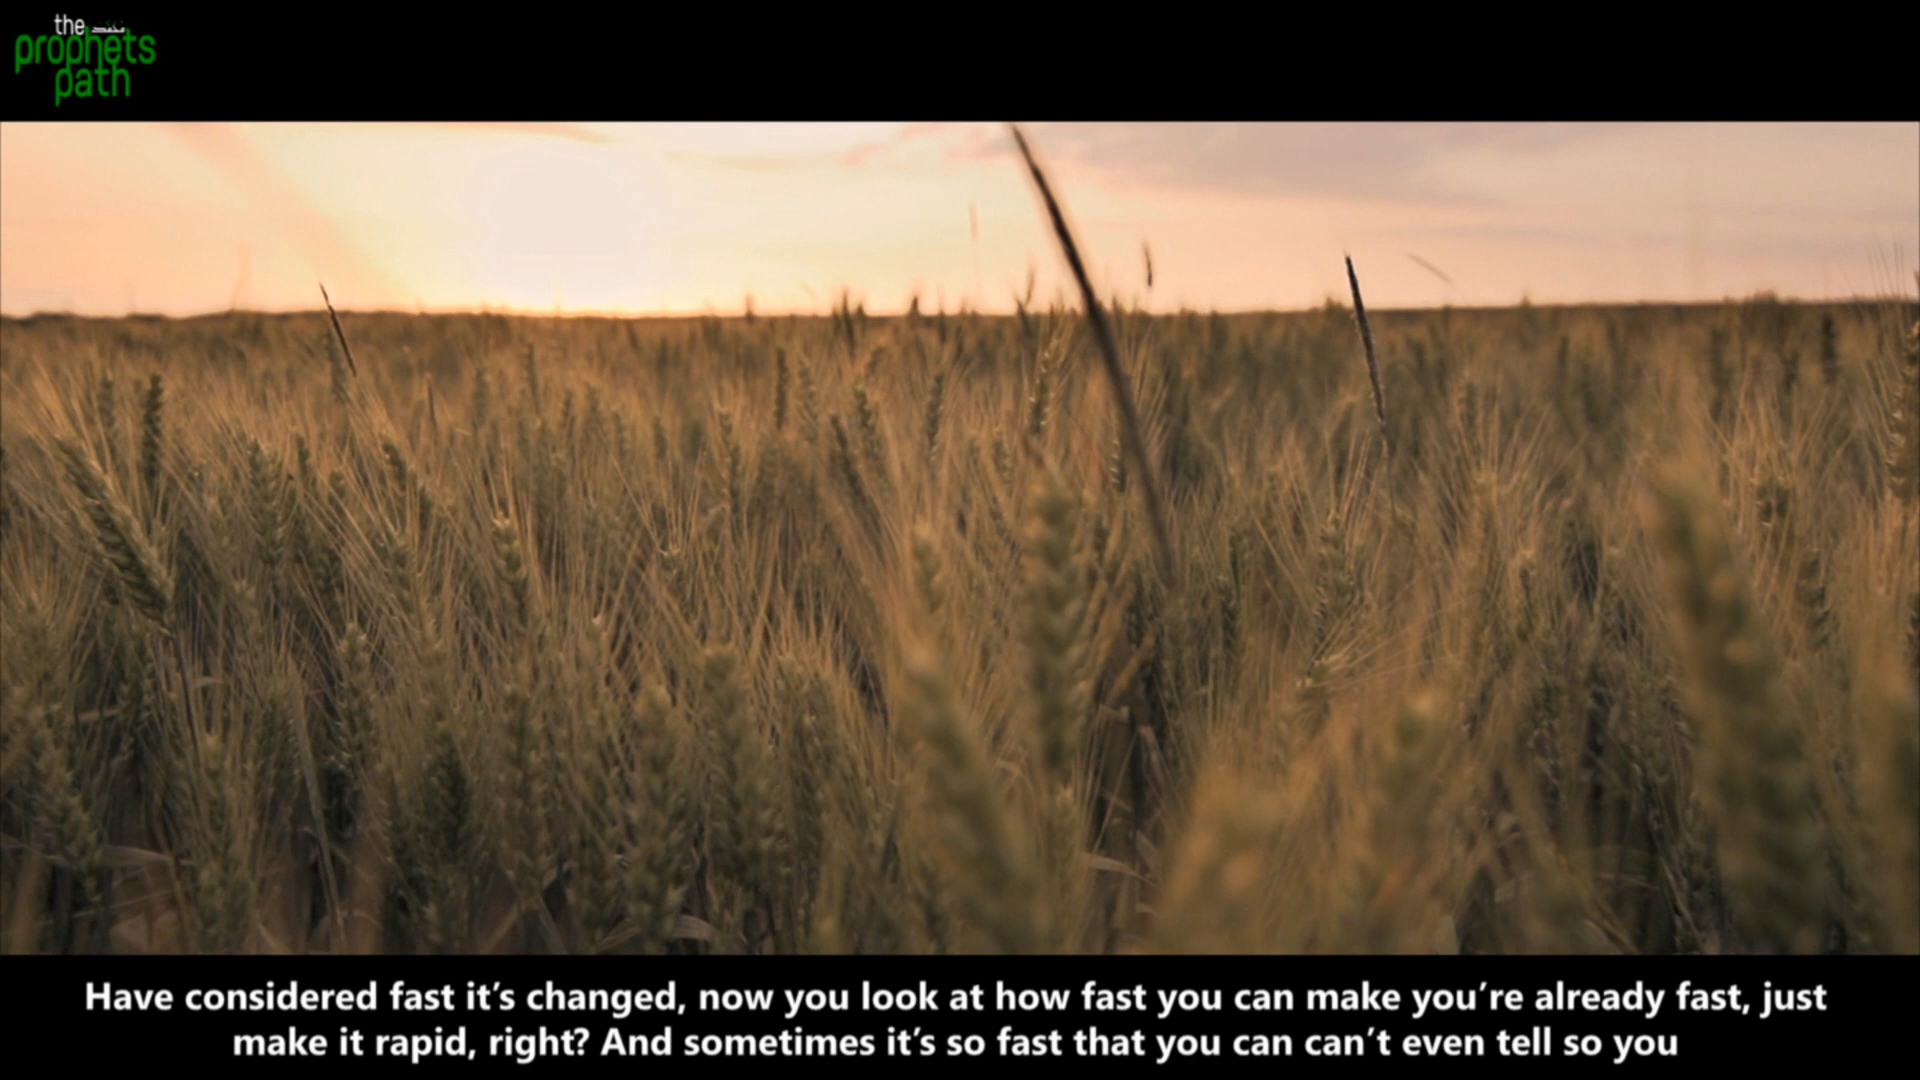 the
prophets
path
Have considered fast it’s changed, now you look at how fast you can make you’re already fast, just
make it rapid, right? And sometimes it’s so fast that you can can’t even tell so you